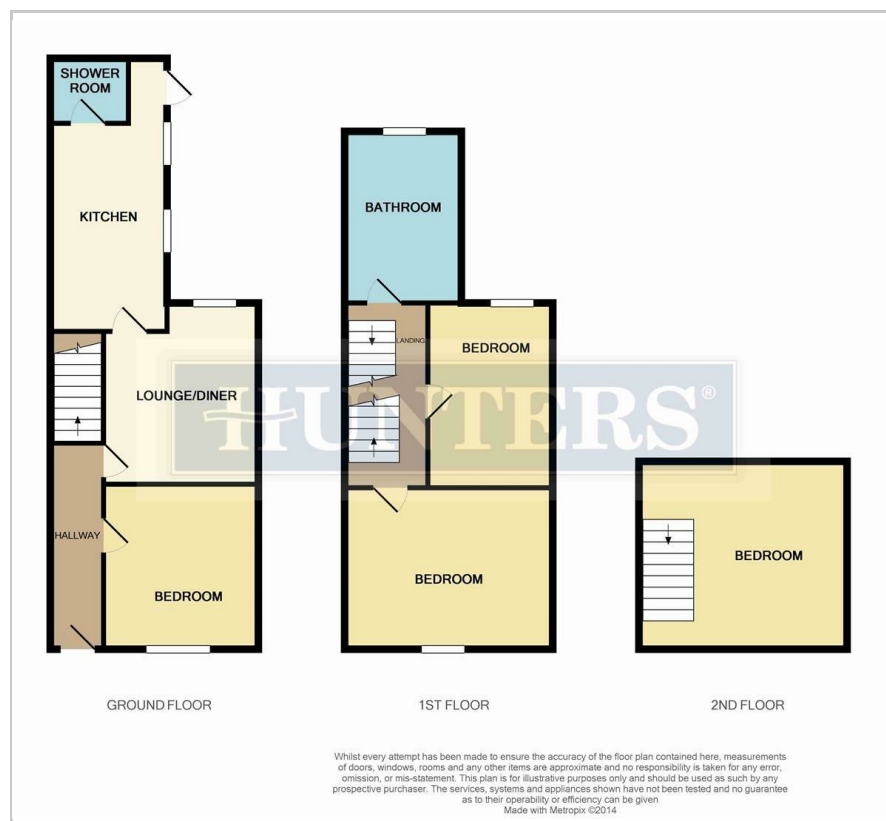 SHOWER
ROOM
KITCHEN
LOUNGE/DINER
HALLWAY
BEDROOM
GROUND FLOOR
BATHROOM
LANDING
BEDROOM
BEDROOM
1ST FLOOR
BEDROOM
2ND FLOOR
HUNTERS®
Whilst every attempt has been made to ensure the accuracy of the floor plan contained here, measurements
of doors, windows, rooms and any other items are approximate and no responsibility is taken for any error,
omission, or mis-statement. This plan is for illustrative purposes only and should be used as such by any
prospective purchaser. The services, systems and appliances shown have not been tested and no guarantee
as to their operability or efficiency can be given
Made with Metropix ©2014